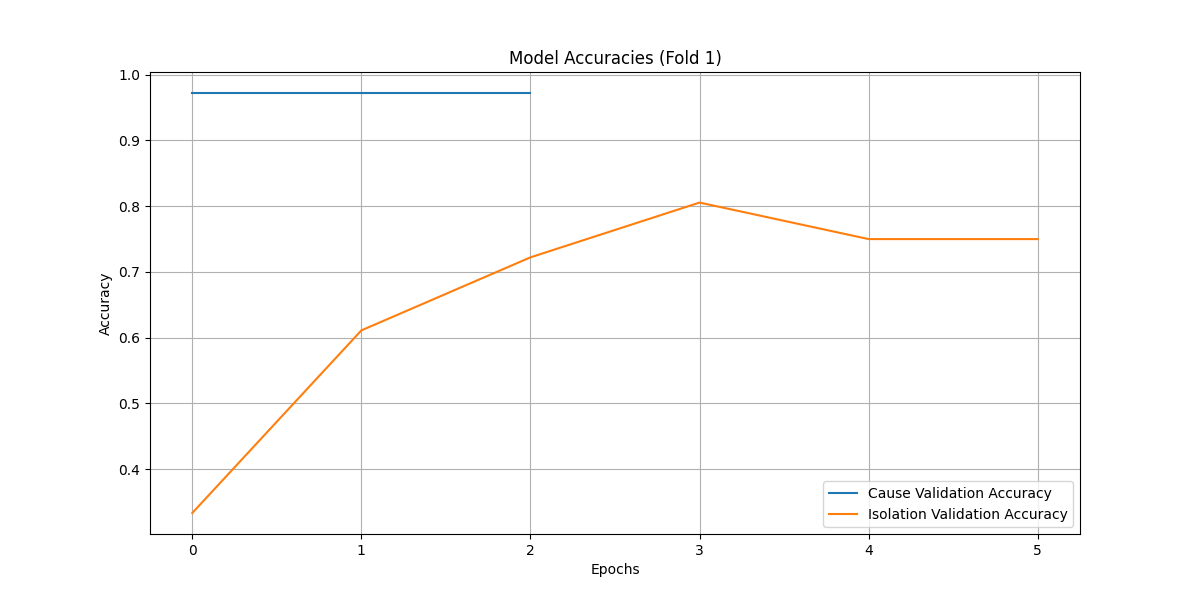 Model Accuracies (Fold 1)
1.0
0.9
0.8
0.7
0.6
0.5
0.4
Accuracy
0 1 2 3 4 5
Epochs
Cause Validation Accuracy
Isolation Validation Accuracy